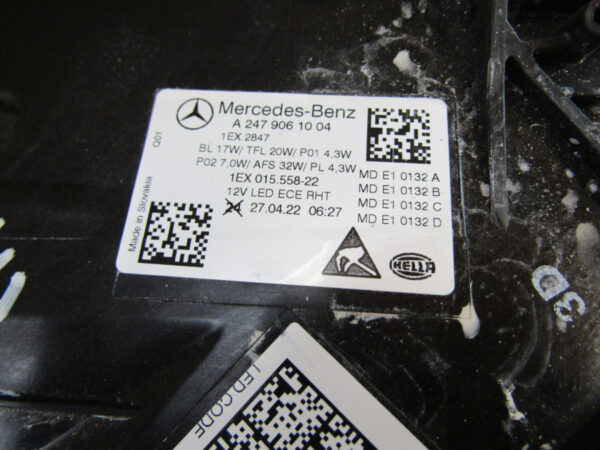 Mercedes-Benz
A 247 906 10 04
1EX.2847
BL 17W/ TFL 20W/ P01 4,3W
P02 7,0W/ AFS 32W/ PL 4,3W
1EX 015.558-22
12V LED ECE RHT
24 27.04.22 06:27
MD E1 0132 A
MD E1 0132 B
MD E1 0132 C
MD E1 0132 D
Made in Slovakia
Q01
HELLA
LED CODE
3D